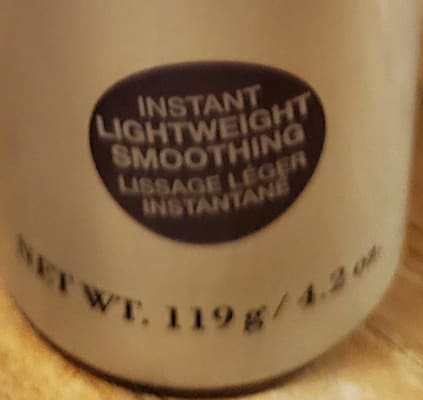 INSTANT
LIGHTWEIGHT
SMOOTHING
LISSAGE LÉGER
INSTANTANÉ
NET WT. 119 g / 4.2 oz.